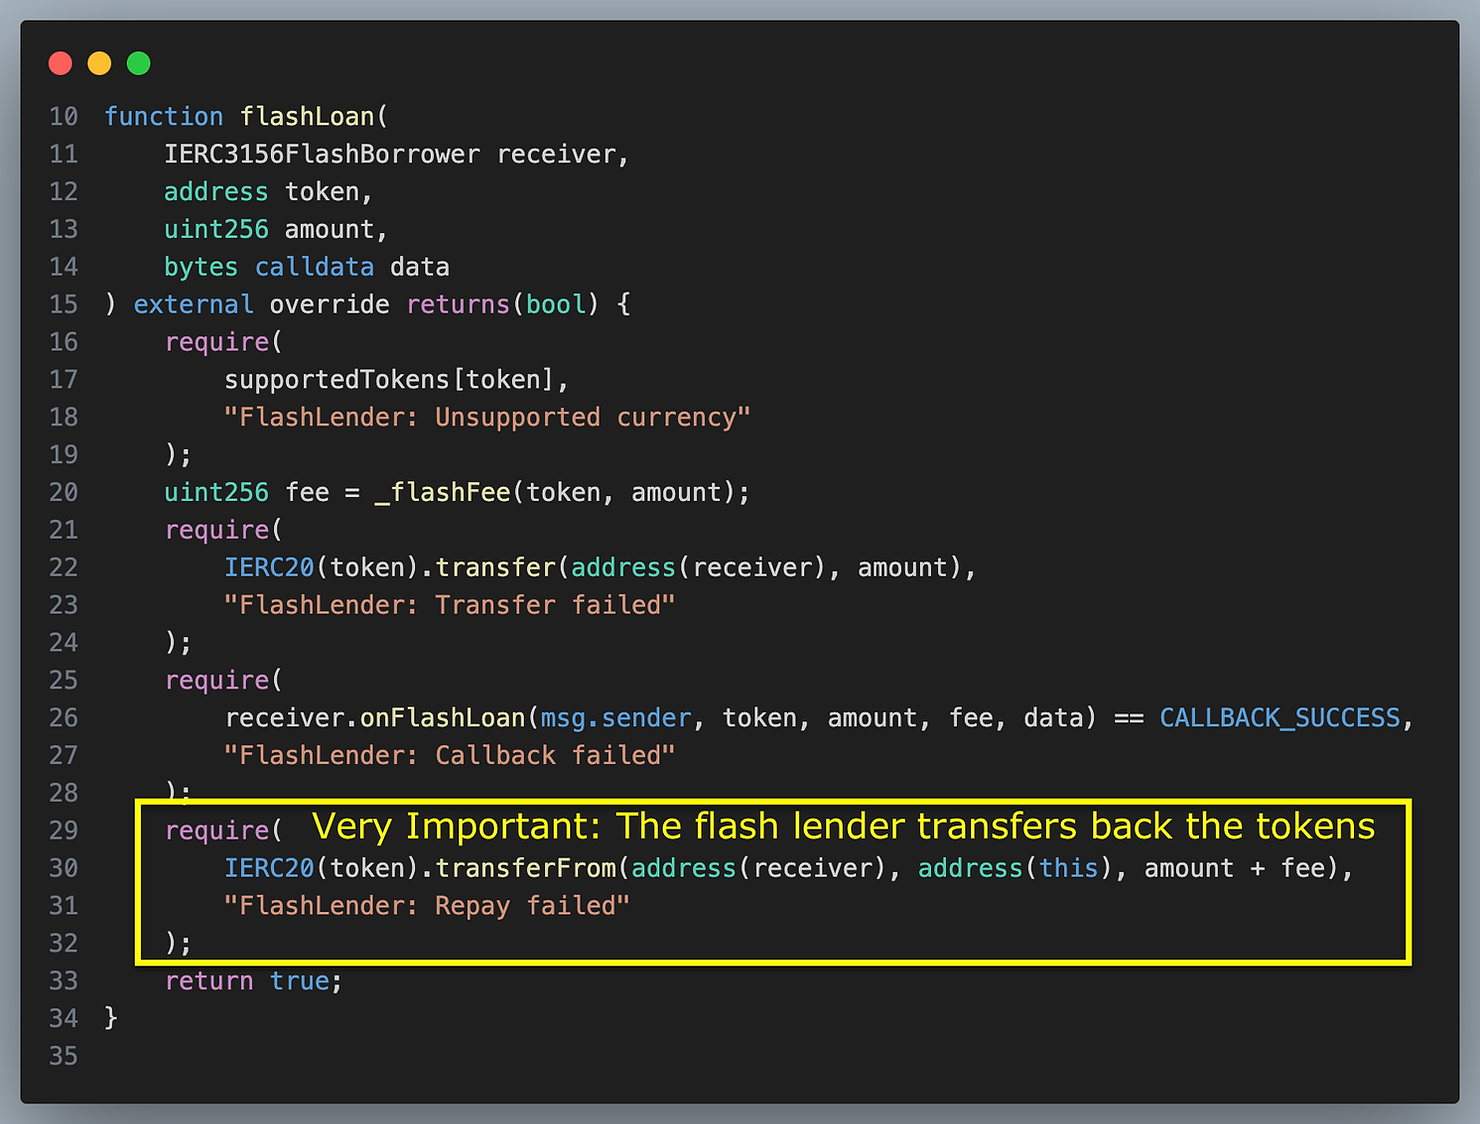 10 function flashLoan(
11     IERC3156FlashBorrower receiver,
12     address token,
13     uint256 amount,
14     bytes calldata data
15 ) external override returns(bool) {
16     require(
17         supportedTokens[token],
18         "FlashLender: Unsupported currency"
19     );
20     uint256 fee = _flashFee(token, amount);
21     require(
22         IERC20(token).transfer(address(receiver), amount),
23         "FlashLender: Transfer failed"
24     );
25     require(
26         receiver.onFlashLoan(msg.sender, token, amount, fee, data) == CALLBACK_SUCCESS,
27         "FlashLender: Callback failed"
28     );
29     require( Very Important: The flash lender transfers back the tokens
30         IERC20(token).transferFrom(address(receiver), address(this), amount + fee),
31         "FlashLender: Repay failed"
32     );
33     return true;
34 }
35